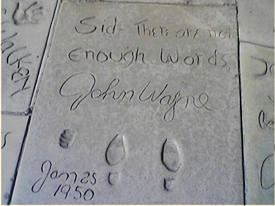 Sid - There are not
enough words
John Wayne
Jan 25
1950